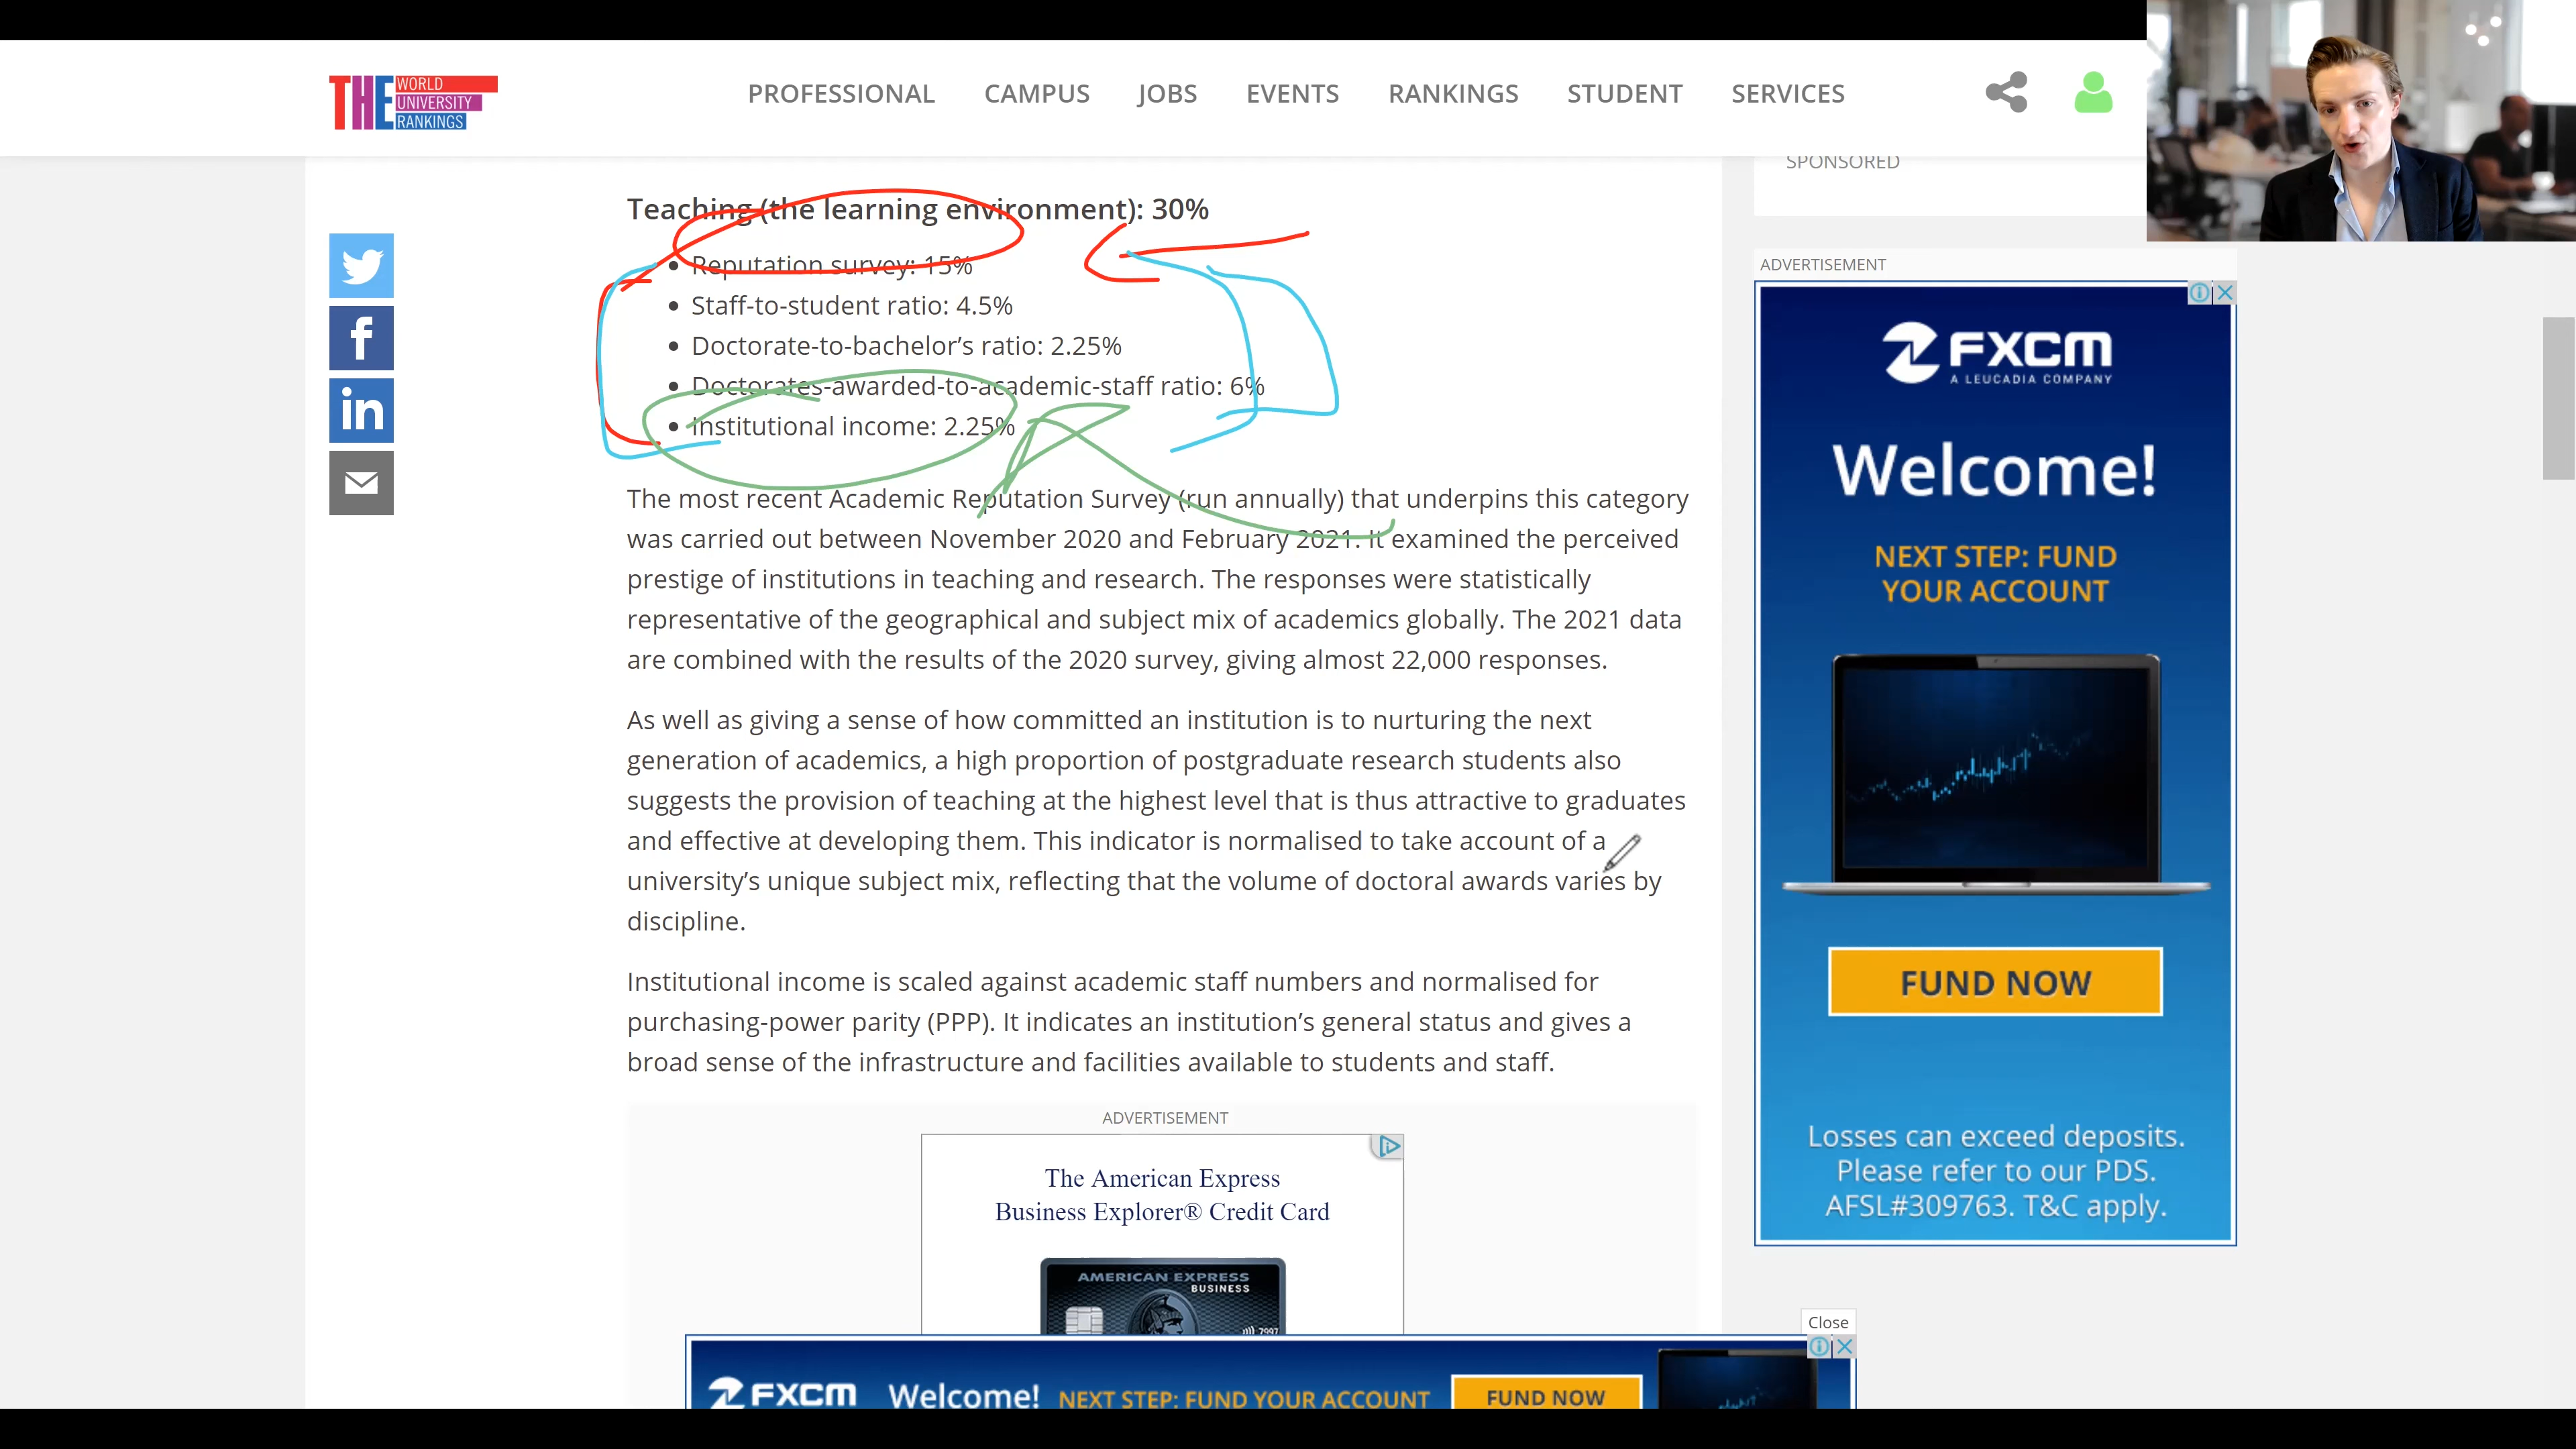 THE WORLD
UNIVERSITY
RANKINGS
PROFESSIONAL CAMPUS JOBS EVENTS RANKINGS STUDENT SERVICES
SPONSORED
Teaching (the learning environment): 30%
• Reputation survey: 15%
• Staff-to-student ratio: 4.5%
• Doctorate-to-bachelor’s ratio: 2.25%
• Doctorates-awarded-to-academic-staff ratio: 6%
• Institutional income: 2.25%
The most recent Academic Reputation Survey (run annually) that underpins this category
was carried out between November 2020 and February 2021. It examined the perceived
prestige of institutions in teaching and research. The responses were statistically
representative of the geographical and subject mix of academics globally. The 2021 data
are combined with the results of the 2020 survey, giving almost 22,000 responses.
As well as giving a sense of how committed an institution is to nurturing the next
generation of academics, a high proportion of postgraduate research students also
suggests the provision of teaching at the highest level that is thus attractive to graduates
and effective at developing them. This indicator is normalised to take account of a
university’s unique subject mix, reflecting that the volume of doctoral awards varies by
discipline.
Institutional income is scaled against academic staff numbers and normalised for
purchasing-power parity (PPP). It indicates an institution’s general status and gives a
broad sense of the infrastructure and facilities available to students and staff.
ADVERTISEMENT
The American Express
Business Explorer® Credit Card
AMERICAN EXPRESS
BUSINESS
7997
ADVERTISEMENT
FXCM
A LEUCADIA COMPANY
Welcome!
NEXT STEP: FUND
YOUR ACCOUNT
FUND NOW
Losses can exceed deposits.
Please refer to our PDS.
AFSL#309763. T&C apply.
Close
FXCM Welcome! NEXT STEP: FUND YOUR ACCOUNT FUND NOW